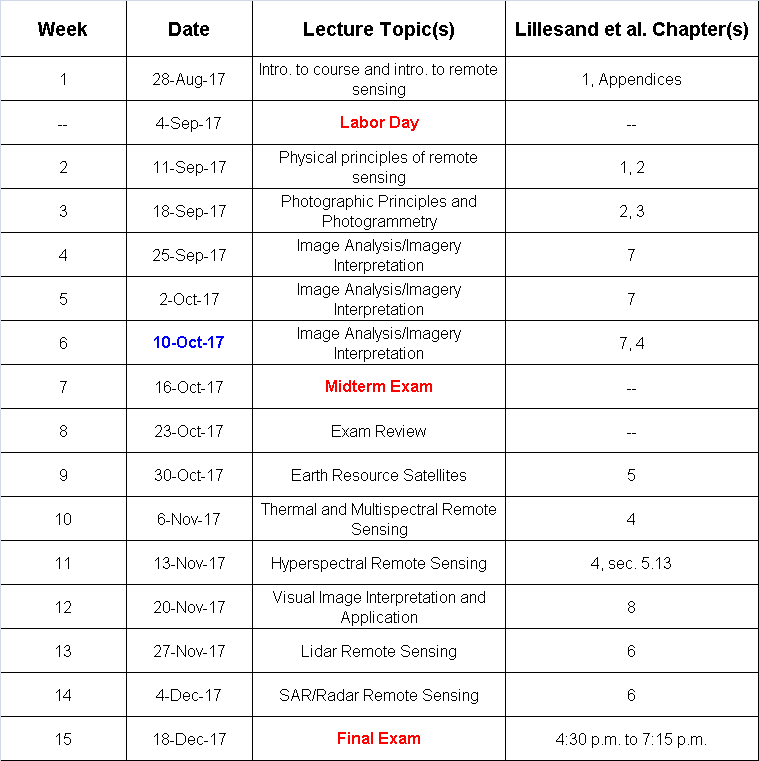 Week Date Lecture Topic(s) Lillesand et al. Chapter(s)
1 28-Aug-17 Intro. to course and intro. to remote
sensing 1, Appendices
-- 4-Sep-17 Labor Day --
2 11-Sep-17 Physical principles of remote
sensing 1, 2
3 18-Sep-17 Photographic Principles and
Photogrammetry 2, 3
4 25-Sep-17 Image Analysis/Imagery
Interpretation 7
5 2-Oct-17 Image Analysis/Imagery
Interpretation 7
6 10-Oct-17 Image Analysis/Imagery
Interpretation 7, 4
7 16-Oct-17 Midterm Exam --
8 23-Oct-17 Exam Review --
9 30-Oct-17 Earth Resource Satellites 5
10 6-Nov-17 Thermal and Multispectral Remote
Sensing 4
11 13-Nov-17 Hyperspectral Remote Sensing 4, sec. 5.13
12 20-Nov-17 Visual Image Interpretation and
Application 8
13 27-Nov-17 Lidar Remote Sensing 6
14 4-Dec-17 SAR/Radar Remote Sensing 6
15 18-Dec-17 Final Exam 4:30 p.m. to 7:15 p.m.